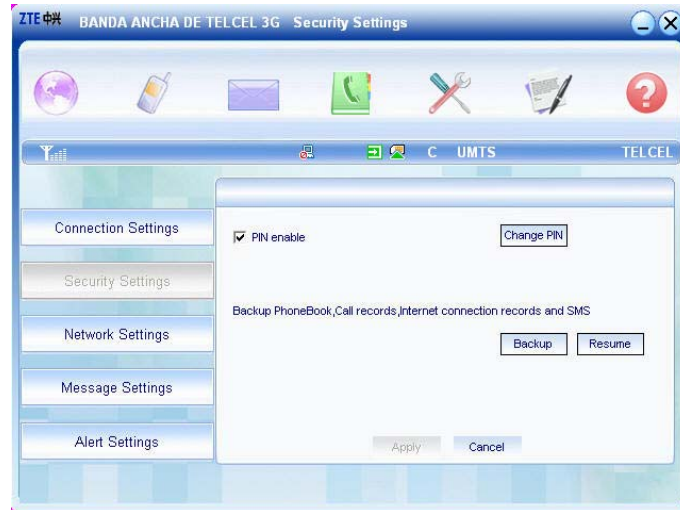 ZTE中兴 BANDA ANCHA DE TELCEL 3G Security Settings
C UMTS TELCEL
Connection Settings
PIN enable
Change PIN
Security Settings
Backup PhoneBook,Call records,Internet connection records and SMS
Network Settings
Backup
Resume
Message Settings
Alert Settings
Apply
Cancel